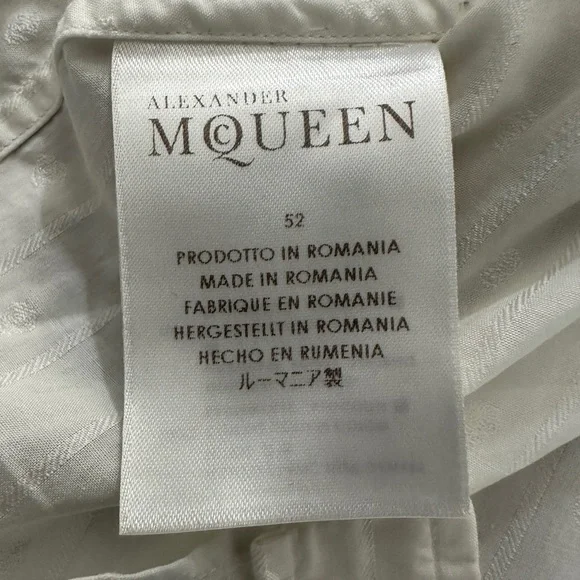 ALEXANDER
McQUEEN
52
PRODOTTO IN ROMANIA
MADE IN ROMANIA
FABRIQUE EN ROMANIE
HERGESTELLT IN ROMANIA
HECHO EN RUMENIA
ルーマニア製